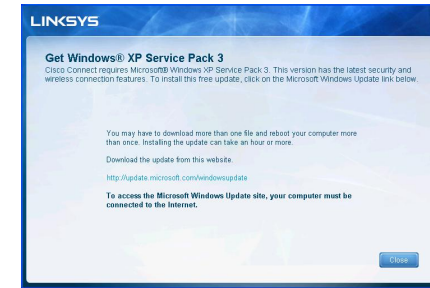 LINKSYS
Get Windows® XP Service Pack 3
Cisco Connect requires Microsoft® Windows XP Service Pack 3. This version has the latest security and
wireless connection features. To install this free update, click on the Microsoft Windows Update link below.
You may have to download more than one file and reboot your computer more
than once. Installing the update can take an hour or more.
Download the update from this website.
http://update.microsoft.com/windowsupdate
To access the Microsoft Windows Update site, your computer must be
connected to the Internet.
Close